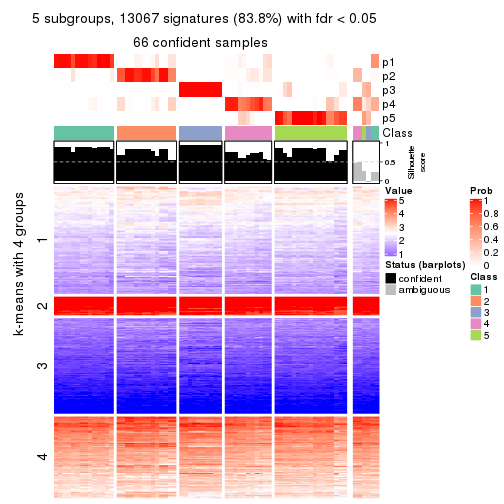 5 subgroups, 13067 signatures (83.8%) with fdr < 0.05
66 confident samples
p1
p2
p3
p4
p5
Class
1
0.5
0
Silhouette
score
k-means with 4 groups
1
2
3
4
Value
5
4
3
2
1
Status (barplots)
confident
ambiguous
Prob
1
0.8
0.6
0.4
0.2
0
Class
1
2
3
4
5